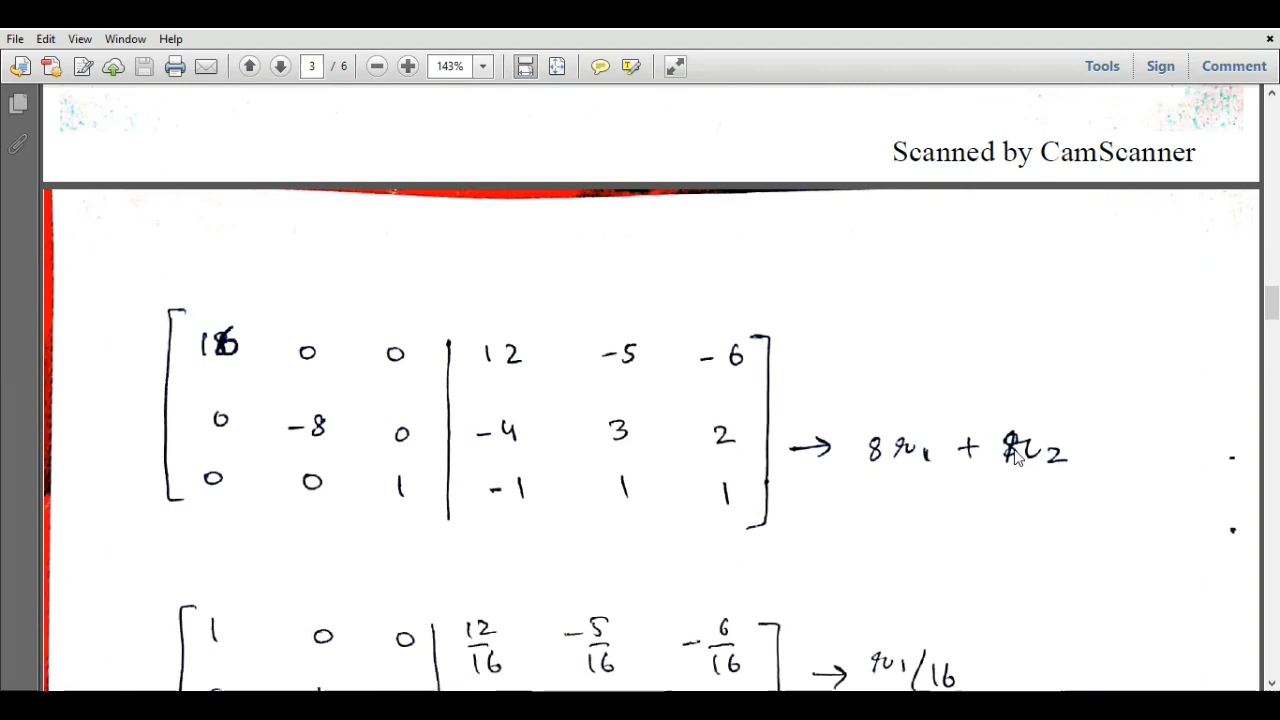 File Edit View Window Help
3 / 6 143% Tools Sign Comment
Scanned by CamScanner
16 0 0 12 -5 -6
0 -8 0 -4 3 2 → 8r1 + r2
0 0 1 -1 1 1
1 0 0 12/16 -5/16 -6/16 → r1/16